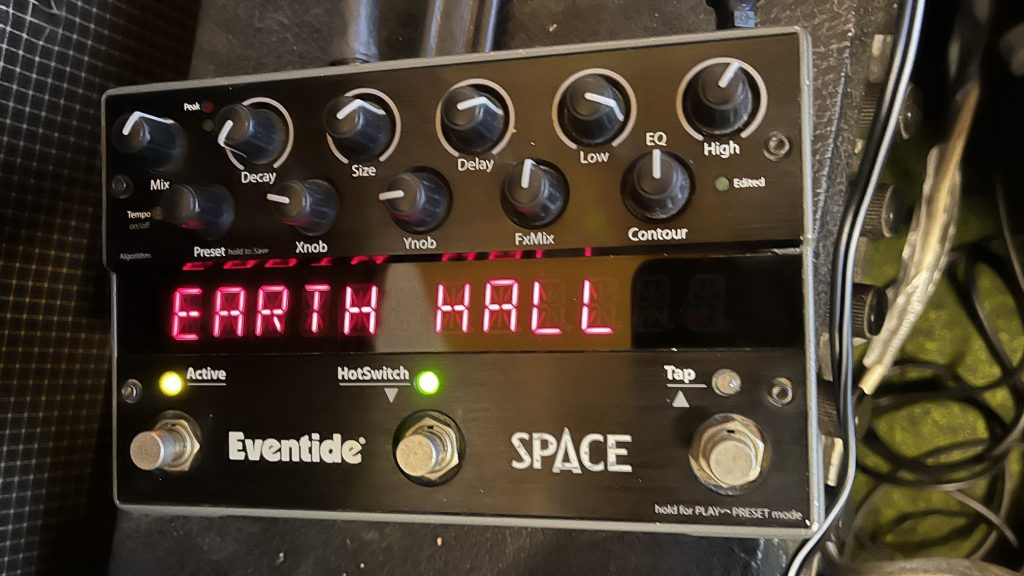 Peak
Mix
Decay
Size
Delay
Low
EQ
High
Tempo
on/off
Edited
Algorithm
Preset hold to Save
Xnob
Ynob
FxMix
Contour
EARTH HALL
Active
HotSwitch
Tap
Eventide®
SPACE
hold for PLAY PRESET mode